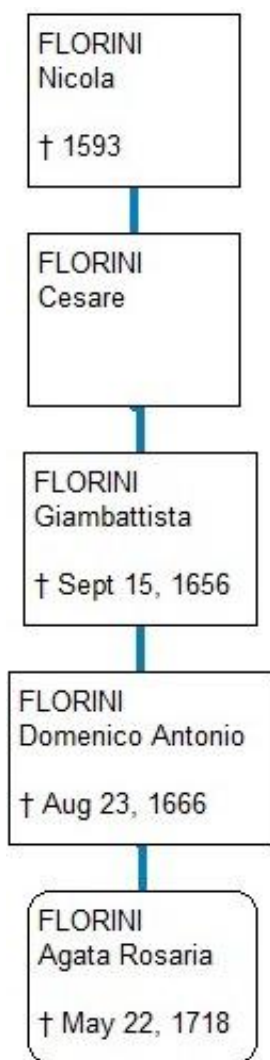 FLORINI
Nicola
† 1593
FLORINI
Cesare
FLORINI
Giambattista
† Sept 15, 1656
FLORINI
Domenico Antonio
† Aug 23, 1666
FLORINI
Agata Rosaria
† May 22, 1718